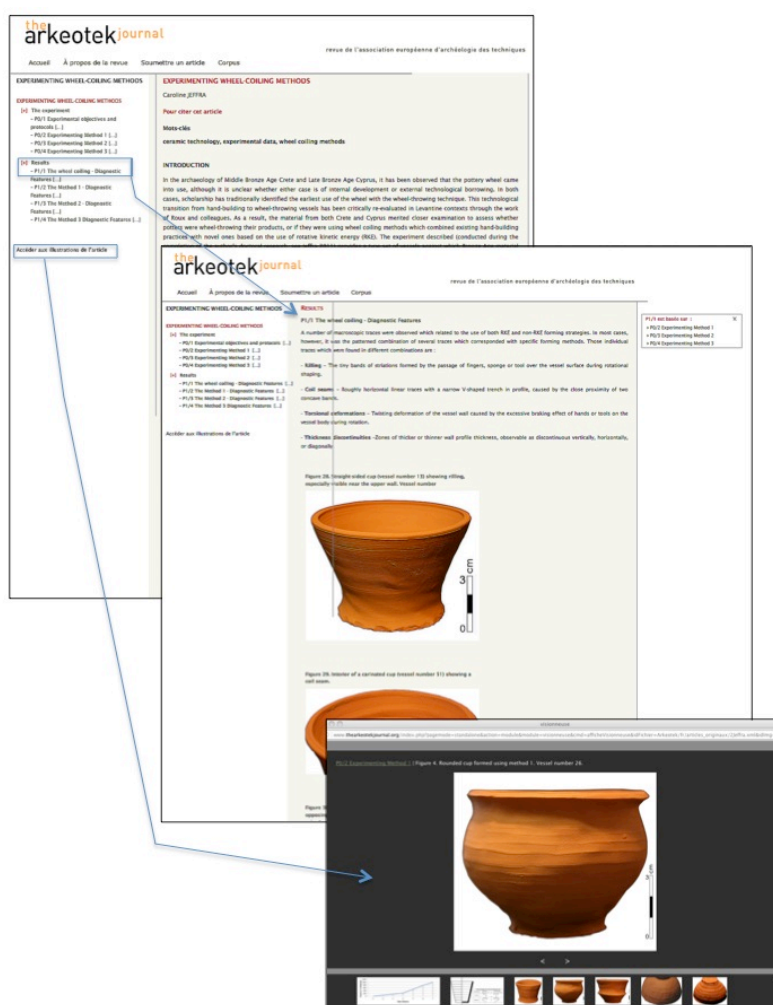 the
arkeotek journal
revue de l'association européenne d'archéologie des techniques
Accueil À propos de la revue Soumettre un article Corpus
EXPERIMENTING WHEEL-COILING METHODS
EXPERIMENTING WHEEL-COILING METHODS
[+] The experiment
- P0/1 Experimental objectives and
protocols [...]
- P0/2 Experimenting Method 1 [...]
- P0/3 Experimenting Method 2 [...]
- P0/4 Experimenting Method 3 [...]
[+] Results
- P1/1 The wheel coiling - Diagnostic
Features [...]
- P1/2 The Method 1 - Diagnostic
Features [...]
- P1/3 The Method 2 - Diagnostic
Features [...]
- P1/4 The Method 3 Diagnostic Features [...]
Accéder aux illustrations de l'article
EXPERIMENTING WHEEL-COILING METHODS
Caroline JEFFRA
Pour citer cet article
Mots-clés
ceramic technology, experimental data, wheel coiling methods
INTRODUCTION
In the archaeology of Middle Bronze Age Crete and Late Bronze Age Cyprus, it has been observed that the pottery wheel came
into use, although it is unclear whether either case is of internal development or external technological borrowing. In both
cases, scholarship has traditionally identified the earliest use of the wheel with the wheel-throwing technique. This technological
transition from hand-building to wheel-throwing vessels has been critically re-evaluated in Levantine contexts through the work
of Roux and colleagues. As a result, the material from both Crete and Cyprus merited closer examination to assess whether
potters were wheel-throwing their products, or if they were using wheel coiling methods which combined existing hand-building
practices with novel ones based on the use of rotative kinetic energy (RKE). The experiment described (conducted during the
the
arkeotek journal
revue de l'association européenne d'archéologie des techniques
Accueil À propos de la revue Soumettre un article Corpus
EXPERIMENTING WHEEL-COILING METHODS
EXPERIMENTING WHEEL-COILING METHODS
[+] The experiment
- P0/1 Experimental objectives and protocols [...]
- P0/2 Experimenting Method 1 [...]
- P0/3 Experimenting Method 2 [...]
- P0/4 Experimenting Method 3 [...]
[+] Results
- P1/1 The wheel coiling - Diagnostic Features [...]
- P1/2 The Method 1 - Diagnostic Features [...]
- P1/3 The Method 2 - Diagnostic Features [...]
- P1/4 The Method 3 Diagnostic Features [...]
Accéder aux illustrations de l'article
RESULTS
P1/1 The wheel coiling - Diagnostic Features
A number of macroscopic traces were observed which related to the use of both RKE and non-RKE forming strategies. In most cases,
however, it was the patterned combination of several traces which corresponded with specific forming methods. Those individual
traces which were found in different combinations are :
- Rilling - The tiny bands of striations formed by the passage of fingers, sponge or tool over the vessel surface during rotational
shaping.
- Coil seams - Roughly horizontal linear traces with a narrow V-shaped trench in profile, caused by the close proximity of two
concave bands.
- Torsional deformations - Twisting deformation of the vessel wall caused by the excessive braking effect of hands or tools on the
vessel body during rotation.
- Thickness discontinuities -Zones of thicker or thinner wall profile thickness, observable as discontinuous vertically, horizontally,
or diagonally.
Figure 28. Straight sided cup (vessel number 13) showing rilling,
especially visible near the upper wall. Vessel number
3 cm
0
Figure 29. Interior of a carinated cup (vessel number 31) showing a
coil seam.
P1/1 est basée sur : X
> P0/2 Experimenting Method 1
> P0/3 Experimenting Method 2
> P0/4 Experimenting Method 3
visionneuse
P0/2 Experimenting Method 1 / Figure 4. Rounded cup formed using method 1. Vessel number 26.
3 cm
0
< >